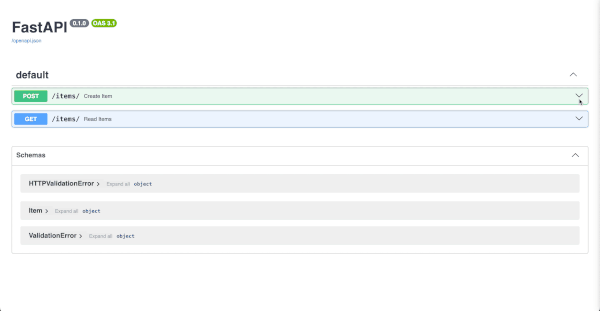 FastAPI 0.1.0 OAS 3.1
/openapi.json
default
POST /items/ Create Item
GET /items/ Read Items
Schemas
HTTPValidationError > Expand all object
Item > Expand all object
ValidationError > Expand all object